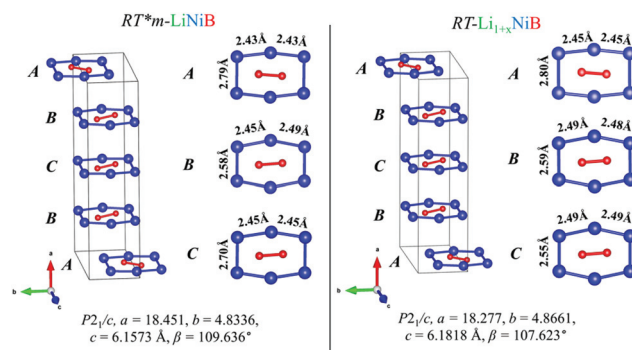 RT*m-LiNiB
2.43Å 2.43Å
A
A
2.79Å
B
2.45Å 2.49Å
C
B
2.58Å
B
2.45Å 2.45Å
A
C
2.70Å
a
b
c
P2₁/c, a = 18.451, b = 4.8336,
c = 6.1573 Å, β = 109.636°
RT-Li₁₊ₓNiB
2.45Å 2.45Å
A
A
2.80Å
B
2.49Å 2.48Å
C
B
2.59Å
B
2.49Å 2.49Å
A
C
2.55Å
a
b
c
P2₁/c, a = 18.277, b = 4.8661,
c = 6.1818 Å, β = 107.623°